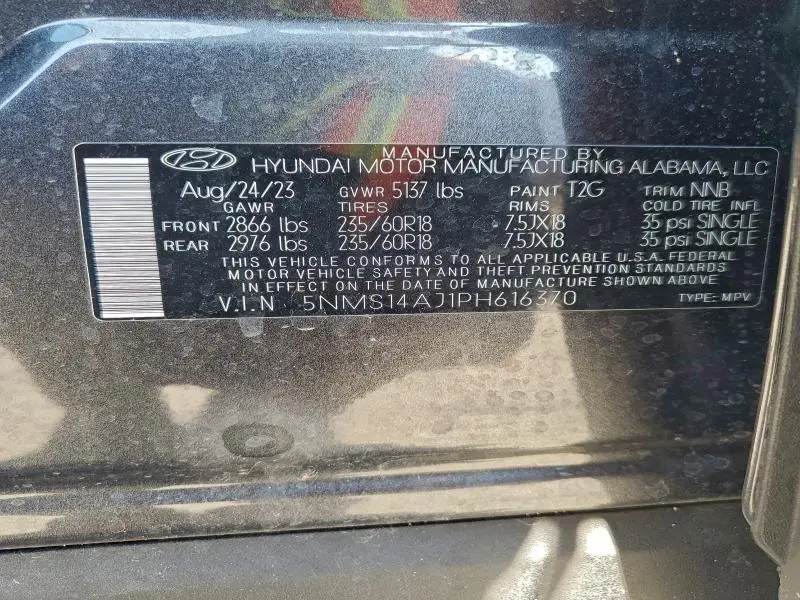 MANUFACTURED BY
HYUNDAI MOTOR MANUFACTURING ALABAMA, LLC
Aug/24/23 GVWR 5137 lbs PAINT T2G TRIM NNB
GAWR TIRES RIMS COLD TIRE INFL
FRONT 2866 lbs 235/60R18 7.5JX18 35 psi SINGLE
REAR 2976 lbs 235/60R18 7.5JX18 35 psi SINGLE
THIS VEHICLE CONFORMS TO ALL APPLICABLE U.S.A. FEDERAL
MOTOR VEHICLE SAFETY AND THEFT PREVENTION STANDARDS
IN EFFECT ON THE DATE OF MANUFACTURE SHOWN ABOVE
V.I.N 5NMS14AJ1PH616370 TYPE: MPV